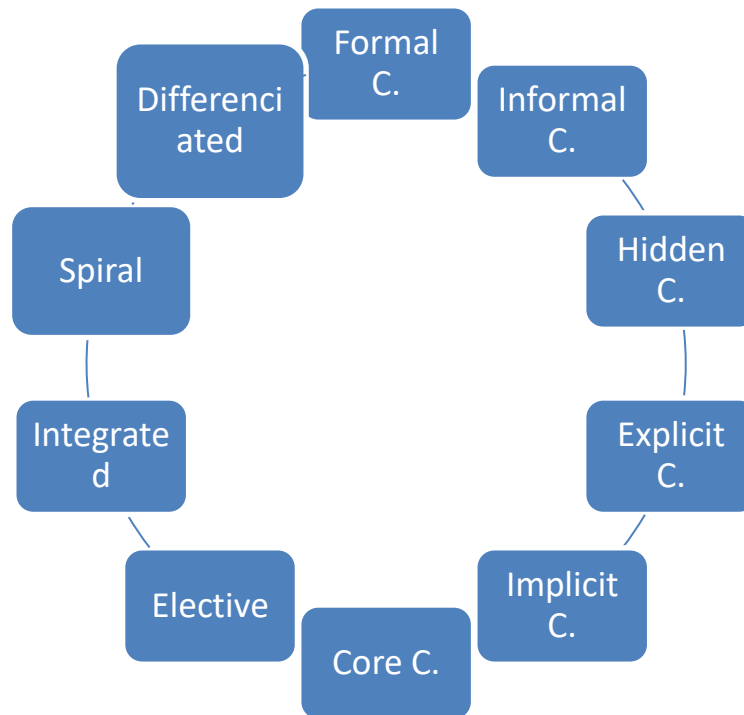 Formal
C.
Informal
C.
Hidden
C.
Explicit
C.
Implicit
C.
Core C.
Elective
Integrate
d
Spiral
Differenci
ated